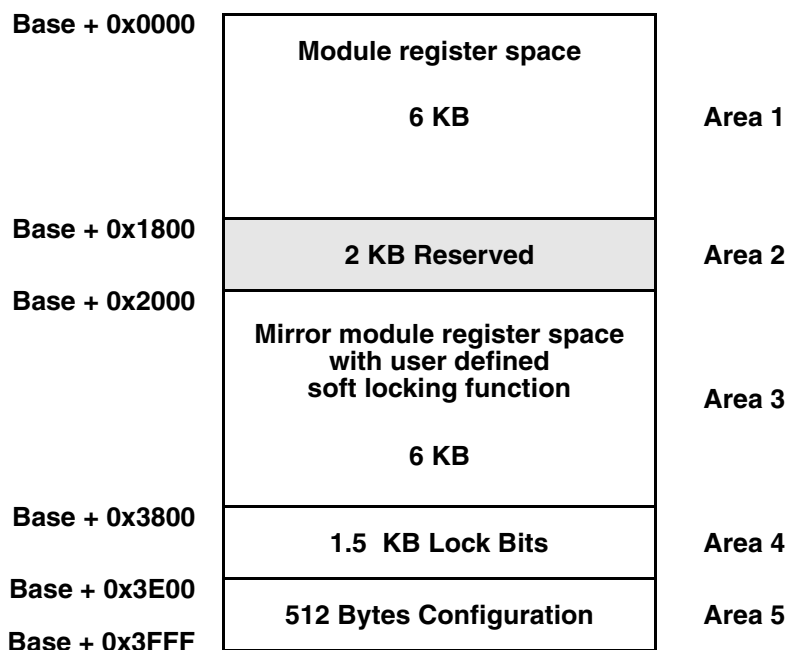 Base + 0x0000
Module register space
6 KB
Area 1
Base + 0x1800
2 KB Reserved
Area 2
Base + 0x2000
Mirror module register space
with user defined
soft locking function
Area 3
6 KB
Base + 0x3800
1.5 KB Lock Bits
Area 4
Base + 0x3E00
512 Bytes Configuration
Area 5
Base + 0x3FFF